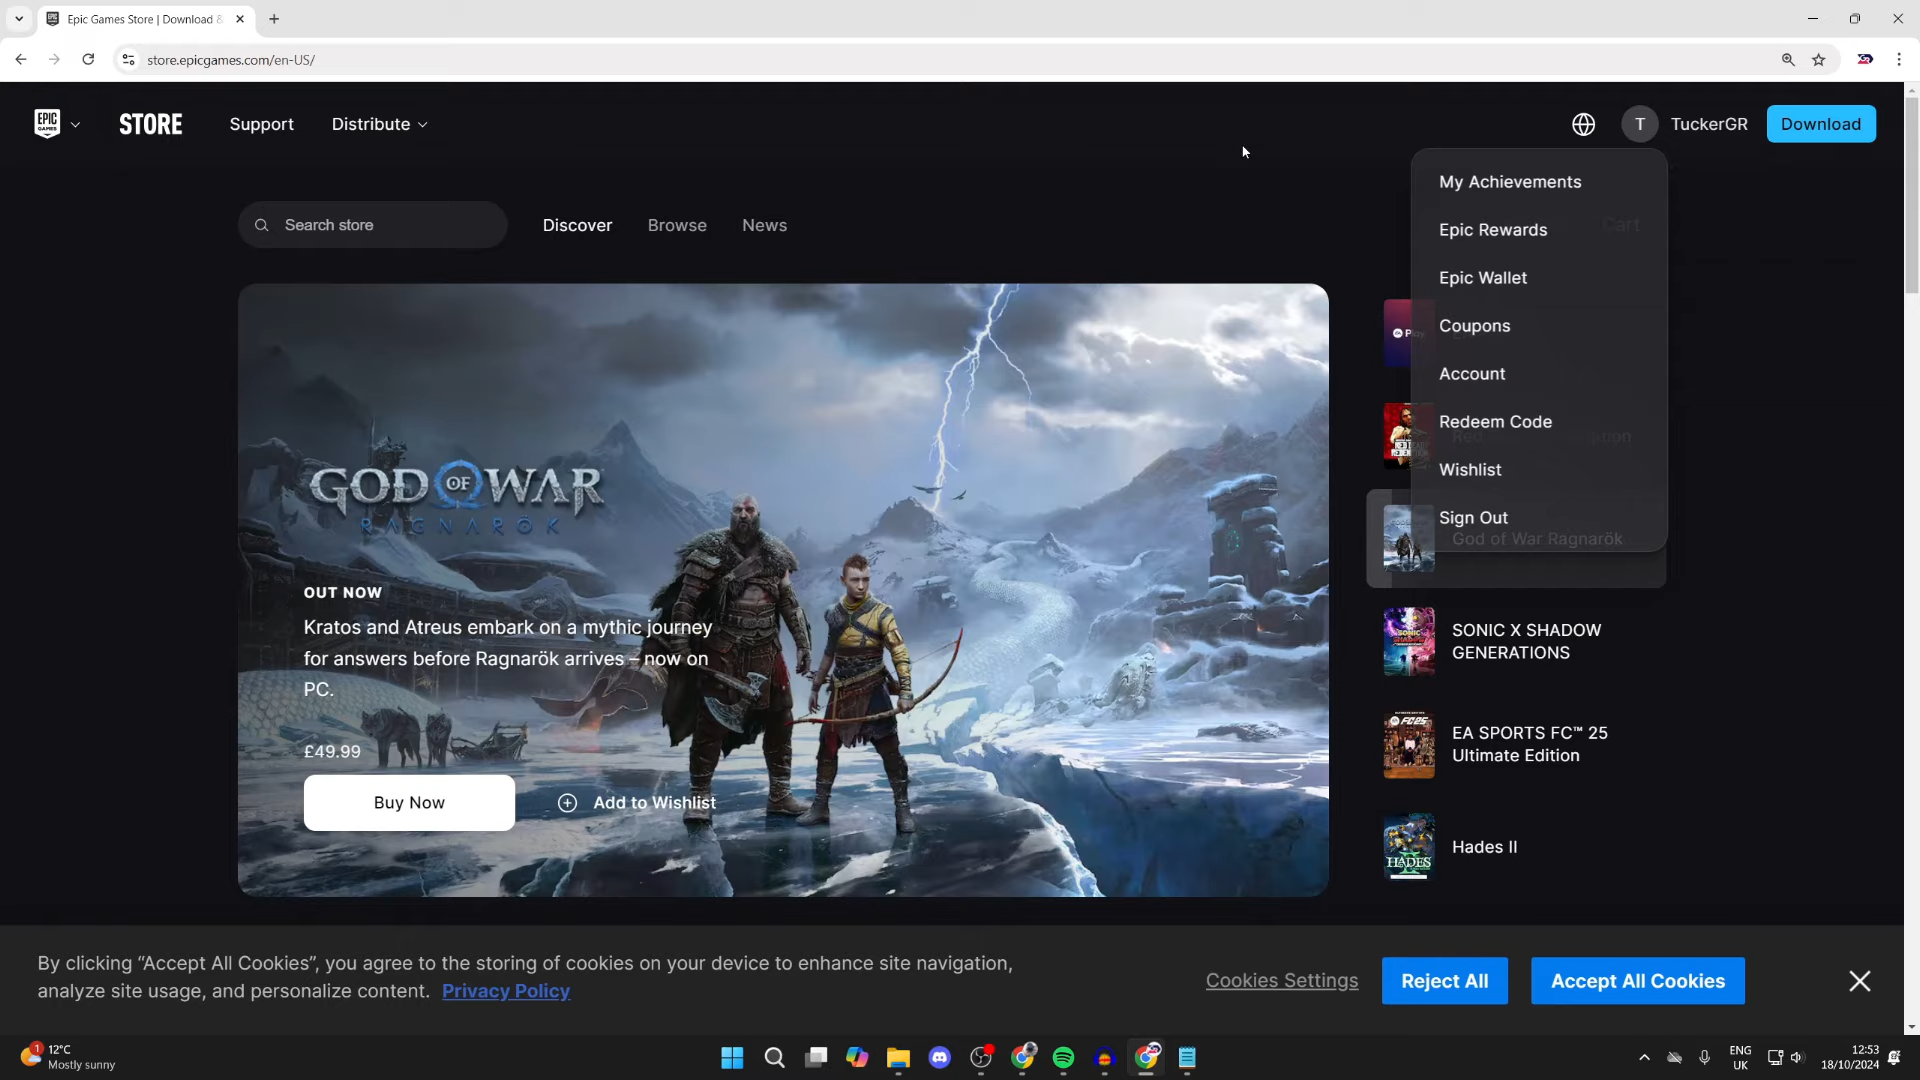 Epic Games Store | Download &
store.epicgames.com/en-US/
EPIC GAMES
STORE
Support
Distribute
T
TuckerGR
Download
My Achievements
Epic Rewards
Epic Wallet
Coupons
Account
Redeem Code
Wishlist
Sign Out
Search store
Discover
Browse
News
Cart
GOD OF WAR
RAGNARÖK
OUT NOW
Kratos and Atreus embark on a mythic journey
for answers before Ragnarök arrives – now on
PC.
£49.99
Buy Now
Add to Wishlist
God of War Ragnarök
SONIC X SHADOW
GENERATIONS
EA SPORTS FC™ 25
Ultimate Edition
HADES
Hades II
By clicking “Accept All Cookies”, you agree to the storing of cookies on your device to enhance site navigation,
analyze site usage, and personalize content. Privacy Policy
Cookies Settings
Reject All
Accept All Cookies
1
12°C
Mostly sunny
ENG
UK
12:53
18/10/2024